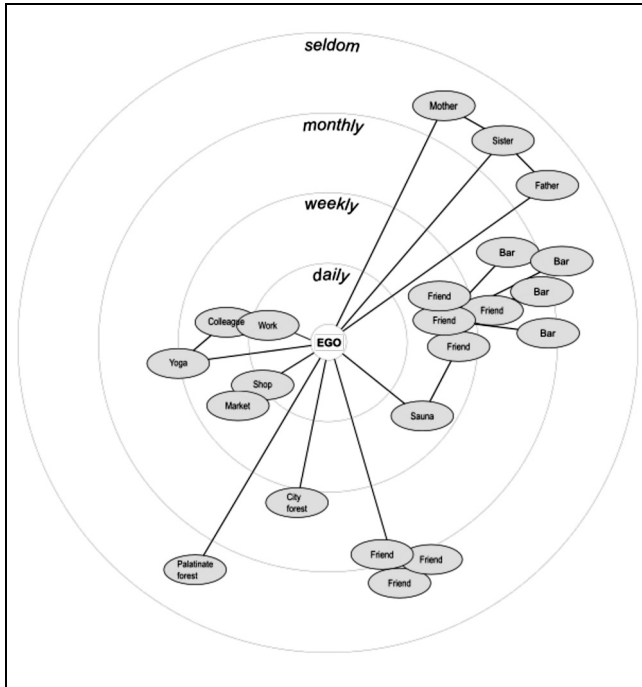 seldom
Mother
monthly
Sister
Father
weekly
Bar
Bar
daily
Bar
Friend
Friend
Friend
Colleague
Work
Bar
EGO
Friend
Yoga
Shop
Market
Sauna
City
forest
Friend
Friend
Palatinate
forest
Friend